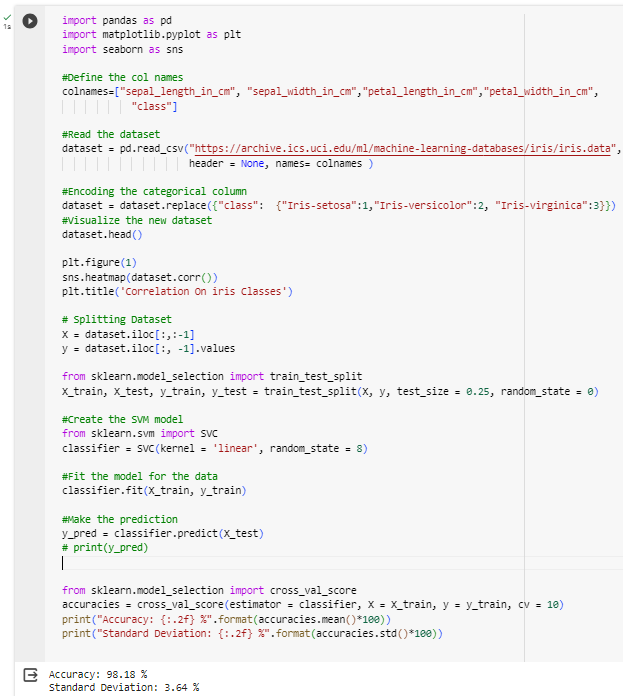 1s
import pandas as pd
import matplotlib.pyplot as plt
import seaborn as sns
#Define the col names
colnames=["sepal_length_in_cm", "sepal_width_in_cm","petal_length_in_cm","petal_width_in_cm",
"class"]
#Read the dataset
dataset = pd.read_csv("https://archive.ics.uci.edu/ml/machine-learning-databases/iris/iris.data",
header = None, names= colnames )
#Encoding the categorical column
dataset = dataset.replace({"class":  {"Iris-setosa":1,"Iris-versicolor":2, "Iris-virginica":3}})
#Visualize the new dataset
dataset.head()
plt.figure(1)
sns.heatmap(dataset.corr())
plt.title('Correlation On iris Classes')
# Splitting Dataset
X = dataset.iloc[:,:-1]
y = dataset.iloc[:, -1].values
from sklearn.model_selection import train_test_split
X_train, X_test, y_train, y_test = train_test_split(X, y, test_size = 0.25, random_state = 0)
#Create the SVM model
from sklearn.svm import SVC
classifier = SVC(kernel = 'linear', random_state = 8)
#Fit the model for the data
classifier.fit(X_train, y_train)
#Make the prediction
y_pred = classifier.predict(X_test)
# print(y_pred)
from sklearn.model_selection import cross_val_score
accuracies = cross_val_score(estimator = classifier, X = X_train, y = y_train, cv = 10)
print("Accuracy: {:.2f} %".format(accuracies.mean()*100))
print("Standard Deviation: {:.2f} %".format(accuracies.std()*100))
Accuracy: 98.18 %
Standard Deviation: 3.64 %